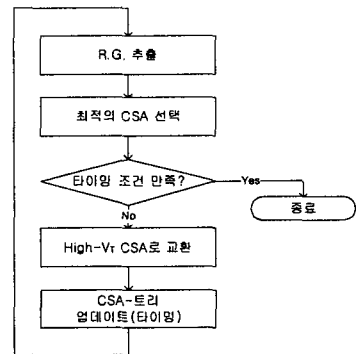 R.G. 추출
최적의 CSA 선택
타이밍 조건 만족?
Yes
종료
No
High-VT CSA로 교환
CSA-트리
업데이트(타이밍)